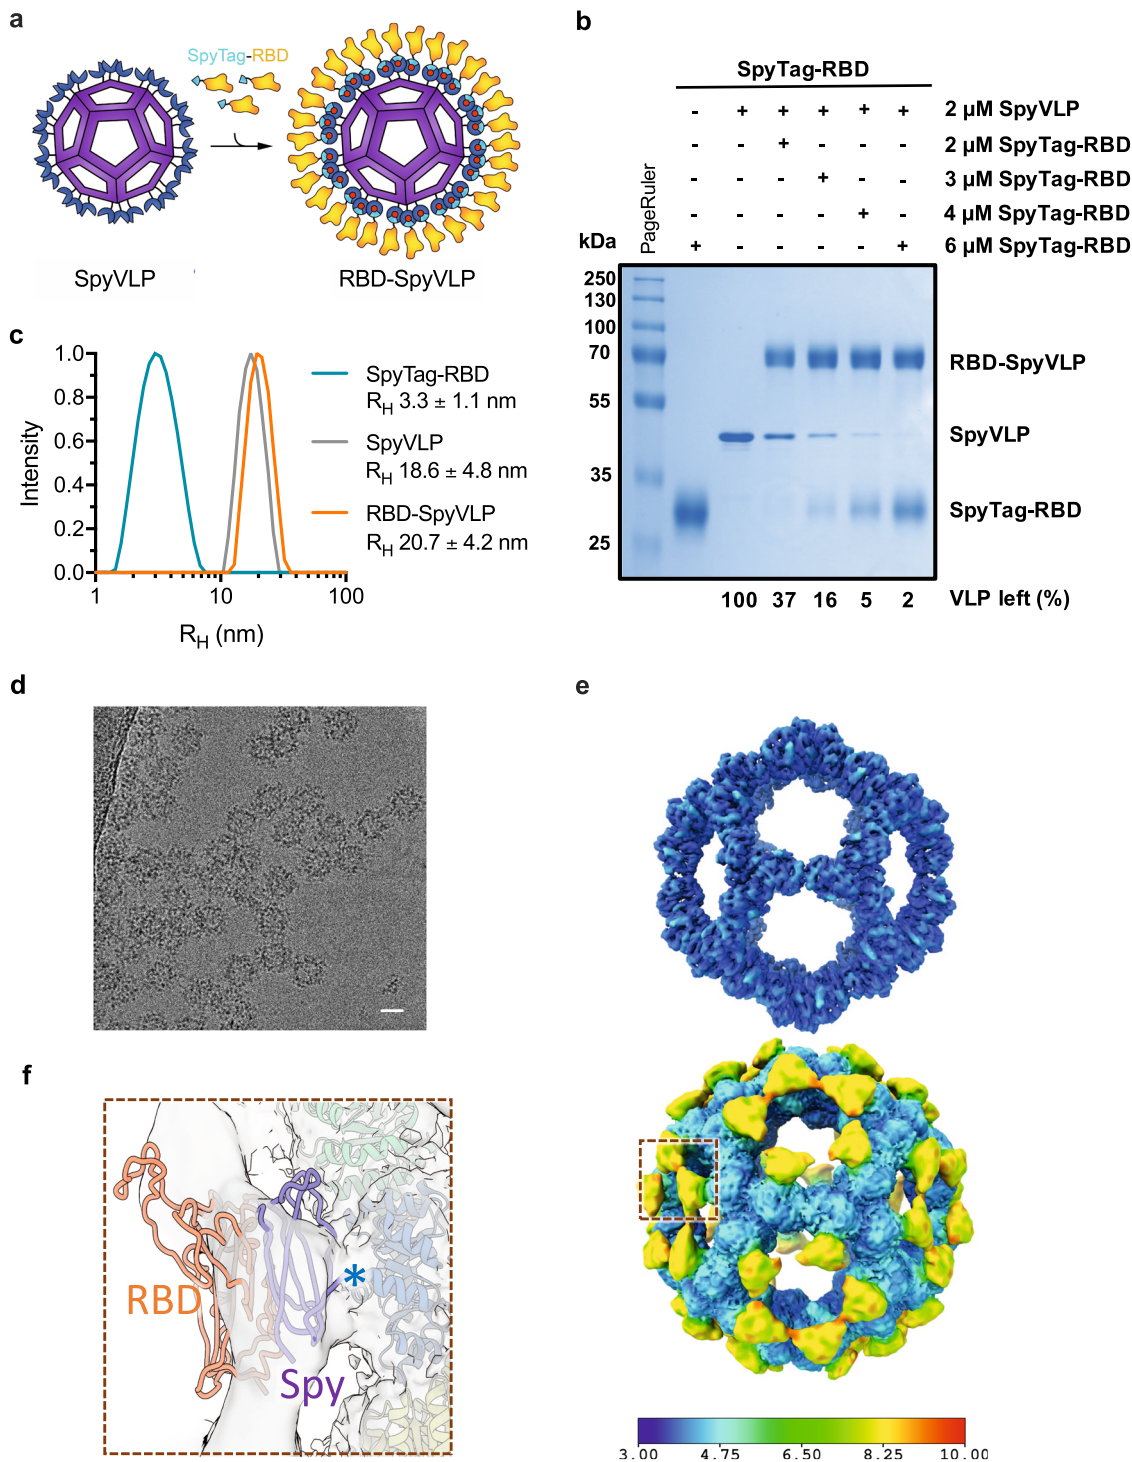 a
SpyTag-RBD
SpyVLP
RBD-SpyVLP
b
SpyTag-RBD
- + + + + + 2 µM SpyVLP
- - + - - - 2 µM SpyTag-RBD
- - - + - - 3 µM SpyTag-RBD
- - - - + - 4 µM SpyTag-RBD
+ - - - - + 6 µM SpyTag-RBD
PageRuler
kDa
250
130
100
70
55
35
25
RBD-SpyVLP
SpyVLP
SpyTag-RBD
100 37 16 5 2 VLP left (%)
c
Intensity
1.0
0.8
0.6
0.4
0.2
0.0
1 10 100
R_H (nm)
SpyTag-RBD
R_H 3.3 ± 1.1 nm
SpyVLP
R_H 18.6 ± 4.8 nm
RBD-SpyVLP
R_H 20.7 ± 4.2 nm
d
e
3.00 4.75 6.50 8.25 10.00
f
RBD
Spy
*